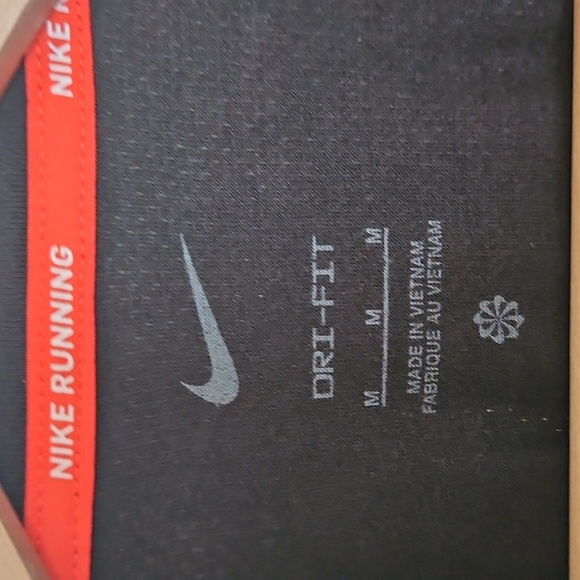 NIKE RUNNING
NIKE R
DRI-FIT
M M M
MADE IN VIETNAM
FABRIQUE AU VIETNAM